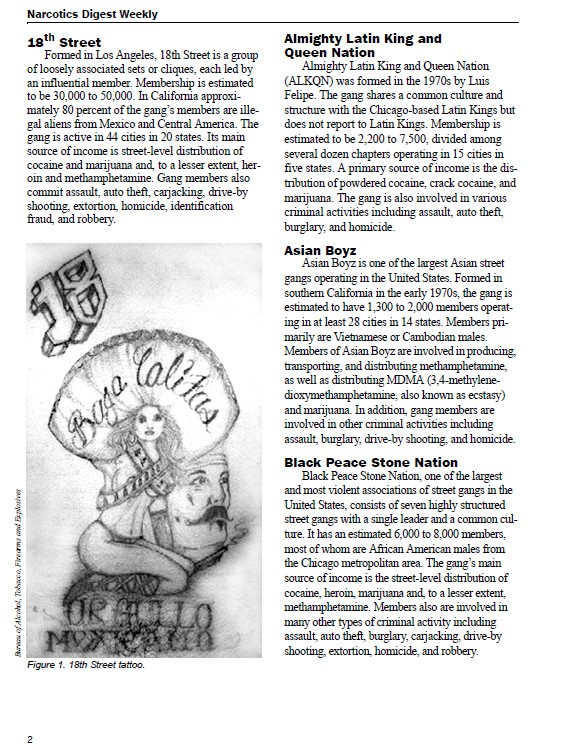 Narcotics Digest Weekly
18th Street
Formed in Los Angeles, 18th Street is a group
of loosely associated sets or cliques, each led by
an influential member. Membership is estimated
to be 30,000 to 50,000. In California approxi-
mately 80 percent of the gang's members are ille-
gal aliens from Mexico and Central America. The
gang is active in 44 cities in 20 states. Its main
source of income is street-level distribution of
cocaine and marijuana and, to a lesser extent, her-
oin and methamphetamine. Gang members also
commit assault, auto theft, carjacking, drive-by
shooting, extortion, homicide, identification
fraud, and robbery.
18
Raza Califas
ORGULLO
MEXICANO
Bureau of Alcohol, Tobacco, Firearms and Explosives
Figure 1. 18th Street tattoo.
Almighty Latin King and
Queen Nation
Almighty Latin King and Queen Nation
(ALKQN) was formed in the 1970s by Luis
Felipe. The gang shares a common culture and
structure with the Chicago-based Latin Kings but
does not report to Latin Kings. Membership is
estimated to be 2,200 to 7,500, divided among
several dozen chapters operating in 15 cities in
five states. A primary source of income is the dis-
tribution of powdered cocaine, crack cocaine, and
marijuana. The gang is also involved in various
criminal activities including assault, auto theft,
burglary, and homicide.
Asian Boyz
Asian Boyz is one of the largest Asian street
gangs operating in the United States. Formed in
southern California in the early 1970s, the gang is
estimated to have 1,300 to 2,000 members operat-
ing in at least 28 cities in 14 states. Members pri-
marily are Vietnamese or Cambodian males.
Members of Asian Boyz are involved in producing,
transporting, and distributing methamphetamine,
as well as distributing MDMA (3,4-methylene-
dioxymethamphetamine, also known as ecstasy)
and marijuana. In addition, gang members are
involved in other criminal activities including
assault, burglary, drive-by shooting, and homicide.
Black Peace Stone Nation
Black Peace Stone Nation, one of the largest
and most violent associations of street gangs in the
United States, consists of seven highly structured
street gangs with a single leader and a common cul-
ture. It has an estimated 6,000 to 8,000 members,
most of whom are African American males from
the Chicago metropolitan area. The gang's main
source of income is the street-level distribution of
cocaine, heroin, marijuana and, to a lesser extent,
methamphetamine. Members also are involved in
many other types of criminal activity including
assault, auto theft, burglary, carjacking, drive-by
shooting, extortion, homicide, and robbery.
2